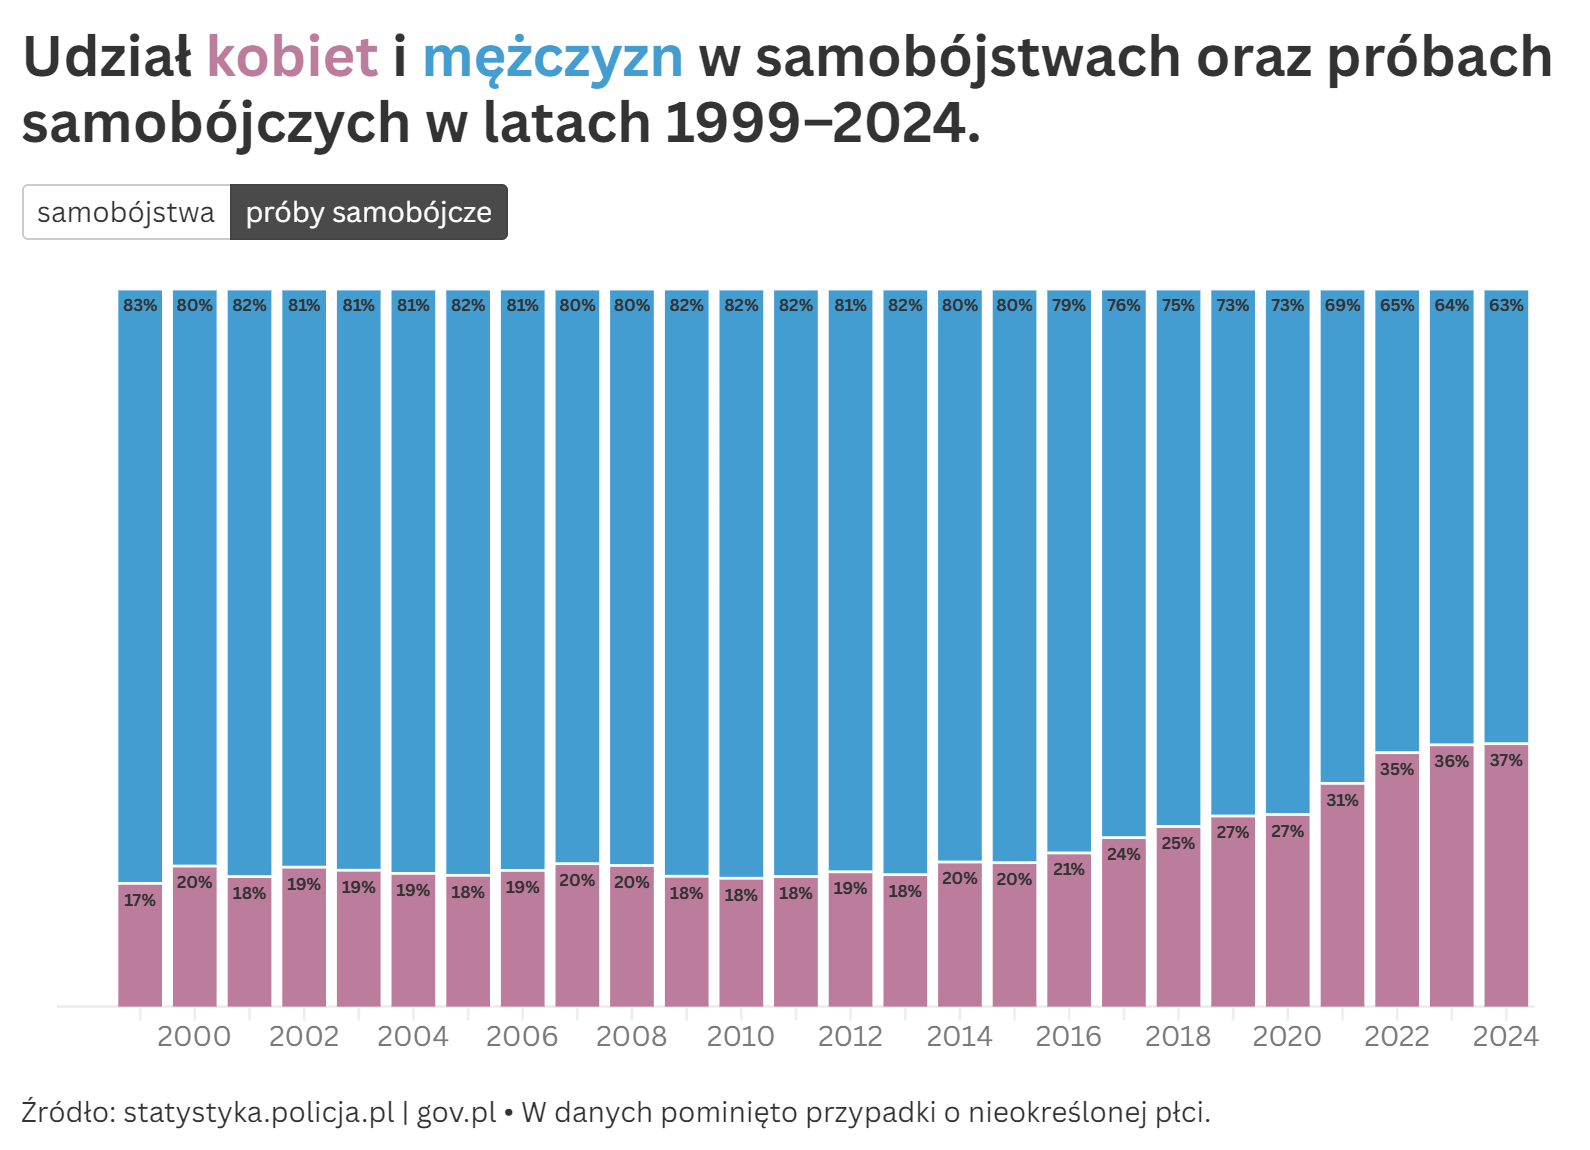 Udział kobiet i mężczyzn w samobójstwach oraz próbach
samobójczych w latach 1999–2024.
samobójstwa próby samobójcze
83% 80% 82% 81% 81% 81% 82% 81% 80% 80% 82% 82% 82% 81% 82% 80% 80% 79% 76% 75% 73% 73% 69% 65% 64% 63%
17% 20% 18% 19% 19% 19% 18% 19% 20% 20% 18% 18% 18% 19% 18% 20% 20% 21% 24% 25% 27% 27% 31% 35% 36% 37%
2000 2002 2004 2006 2008 2010 2012 2014 2016 2018 2020 2022 2024
Źródło: statystyka.policja.pl | gov.pl • W danych pominięto przypadki o nieokreślonej płci.